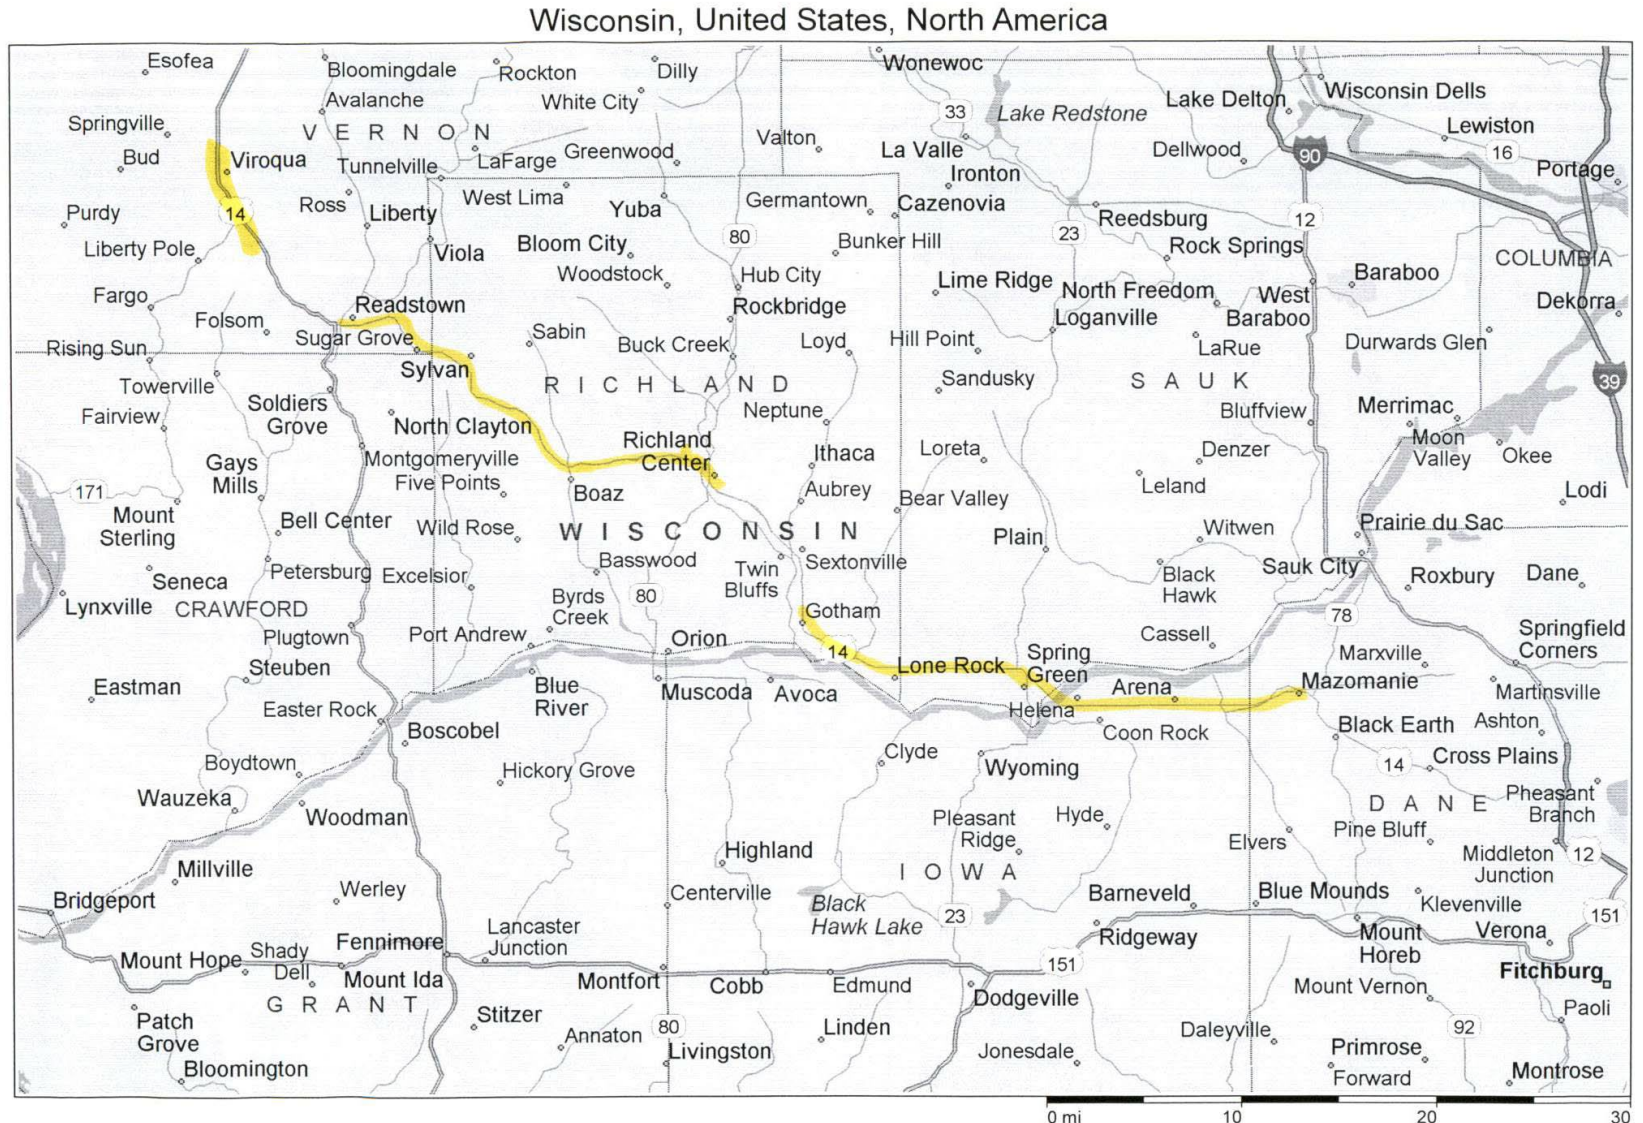 Wisconsin, United States, North America
Esofea
Bloomingdale
Rockton
Dilly
Wonewoc
Wisconsin Dells
Avalanche
White City
33
Lake Redstone
Lake Delton
Springville
VERNON
Valton
Lewiston
Bud
Viroqua
Tunnelville
LaFarge
Greenwood
La Valle
Dellwood
90
16
Portage
Ironton
Purdy
14
Ross
Liberty
West Lima
Yuba
Germantown
Cazenovia
Reedsburg
12
Liberty Pole
Viola
Bloom City
80
Bunker Hill
23
Rock Springs
COLUMBIA
Woodstock
Hub City
Lime Ridge
North Freedom
West
Baraboo
Baraboo
Fargo
Readstown
Rockbridge
Loganville
Dekorra
Folsom
Sugar Grove
Sabin
Buck Creek
Loyd
Hill Point
LaRue
Durwards Glen
Rising Sun
Sylvan
RICHLAND
Sandusky
SAUK
39
Towerville
Soldiers
Grove
Neptune
Bluffview
Merrimac
Fairview
North Clayton
Richland
Center
Moon
Valley
Okee
Gays
Mills
Montgomeryville
Five Points
Ithaca
Loreta
Denzer
171
Boaz
Aubrey
Bear Valley
Leland
Lodi
Mount
Sterling
Bell Center
Wild Rose
WISCONSIN
Plain
Witwen
Prairie du Sac
Seneca
Petersburg
Excelsior
Basswood
Twin
Bluffs
Sextonville
Black
Hawk
Sauk City
Roxbury
Dane
Lynxville
CRAWFORD
Byrds
Creek
80
Gotham
78
Plugtown
Port Andrew
Orion
14
Cassell
Springfield
Corners
Steuben
Lone Rock
Spring
Green
Marxville
Eastman
Blue
River
Muscoda
Avoca
Arena
Mazomanie
Martinsville
Easter Rock
Boscobel
Helena
Coon Rock
Black Earth
Ashton
Boydtown
Hickory Grove
Clyde
Wyoming
14
Cross Plains
Wauzeka
Woodman
Pleasant
Ridge
Hyde
DANE
Pheasant
Branch
Elvers
Pine Bluff
Millville
Highland
IOWA
Middleton
Junction
12
Bridgeport
Werley
Centerville
Black
Hawk Lake
23
Barneveld
Blue Mounds
Klevenville
151
Lancaster
Junction
Ridgeway
Mount
Horeb
Verona
Mount Hope
Shady
Dell
Fennimore
Mount Ida
Montfort
Cobb
Edmund
151
Fitchburg
GRANT
Dodgeville
Mount Vernon
Paoli
Patch
Grove
Stitzer
Annaton
80
Linden
Daleyville
92
Bloomington
Livingston
Jonesdale
Primrose
Forward
Montrose
0 mi
10
20
30